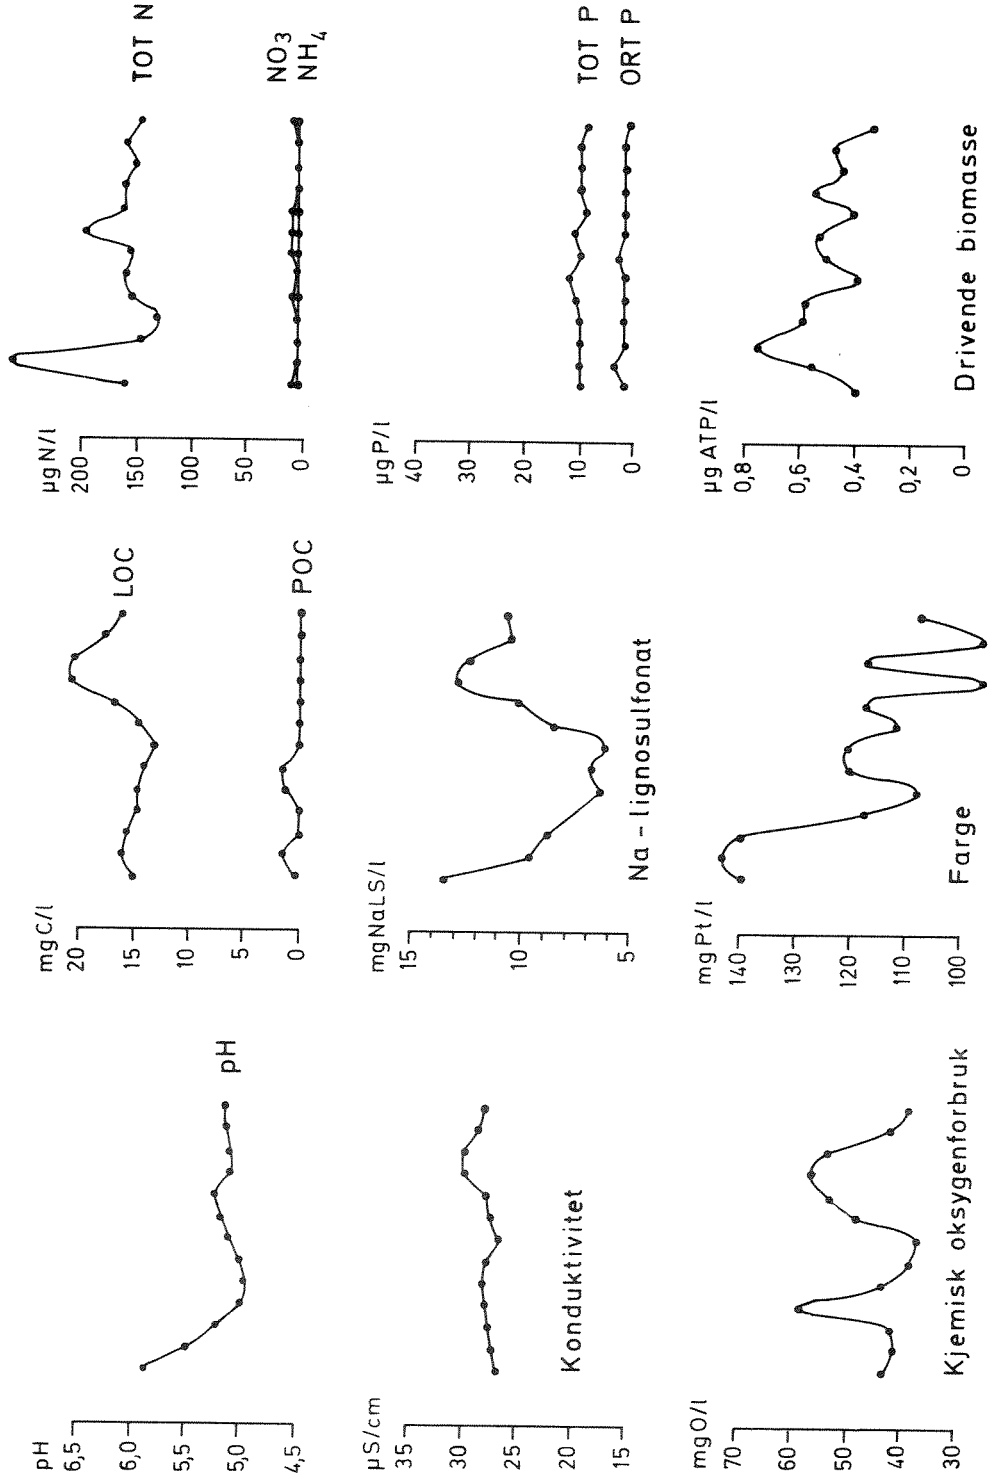 pH
6,5
6,0
5,5
5,0
4,5
pH
mgC/l
20
15
10
5
0
LOC
POC
µgN/l
200
150
100
50
0
TOT N
NO3
NH4
µS/cm
35
30
25
20
15
Konduktivitet
mgNaLS/l
15
10
5
Na-lignosulfonat
µgP/l
40
30
20
10
0
TOT P
ORT P
mgO/l
70
60
50
40
30
Kjemisk oksygenforbruk
mgPt/l
140
130
120
110
100
Farge
µg ATP/l
0,8
0,6
0,4
0,2
0
Drivende biomasse